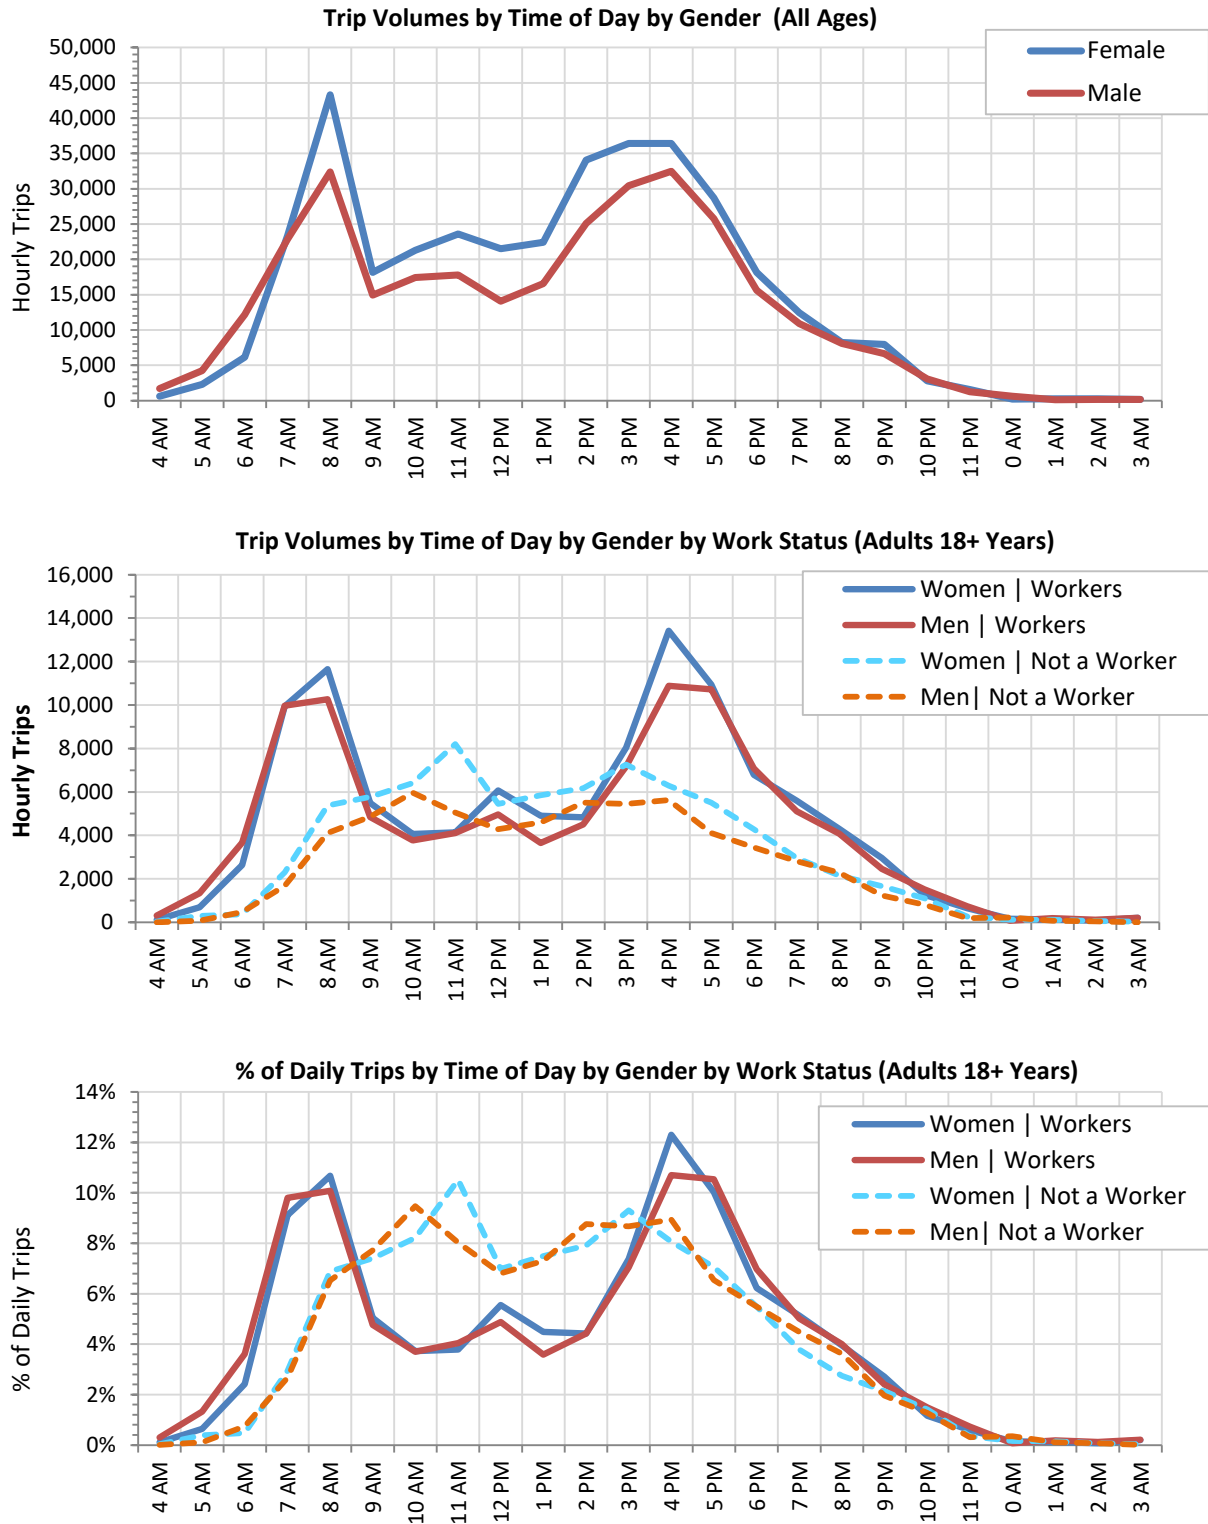 Trip Volumes by Time of Day by Gender  (All Ages)
Hourly Trips
50,000
45,000
40,000
35,000
30,000
25,000
20,000
15,000
10,000
5,000
0
Female
Male
4 AM
5 AM
6 AM
7 AM
8 AM
9 AM
10 AM
11 AM
12 PM
1 PM
2 PM
3 PM
4 PM
5 PM
6 PM
7 PM
8 PM
9 PM
10 PM
11 PM
0 AM
1 AM
2 AM
3 AM
Trip Volumes by Time of Day by Gender by Work Status (Adults 18+ Years)
Hourly Trips
16,000
14,000
12,000
10,000
8,000
6,000
4,000
2,000
0
Women | Workers
Men | Workers
Women | Not a Worker
Men| Not a Worker
4 AM
5 AM
6 AM
7 AM
8 AM
9 AM
10 AM
11 AM
12 PM
1 PM
2 PM
3 PM
4 PM
5 PM
6 PM
7 PM
8 PM
9 PM
10 PM
11 PM
0 AM
1 AM
2 AM
3 AM
% of Daily Trips by Time of Day by Gender by Work Status (Adults 18+ Years)
% of Daily Trips
14%
12%
10%
8%
6%
4%
2%
0%
Women | Workers
Men | Workers
Women | Not a Worker
Men| Not a Worker
4 AM
5 AM
6 AM
7 AM
8 AM
9 AM
10 AM
11 AM
12 PM
1 PM
2 PM
3 PM
4 PM
5 PM
6 PM
7 PM
8 PM
9 PM
10 PM
11 PM
0 AM
1 AM
2 AM
3 AM